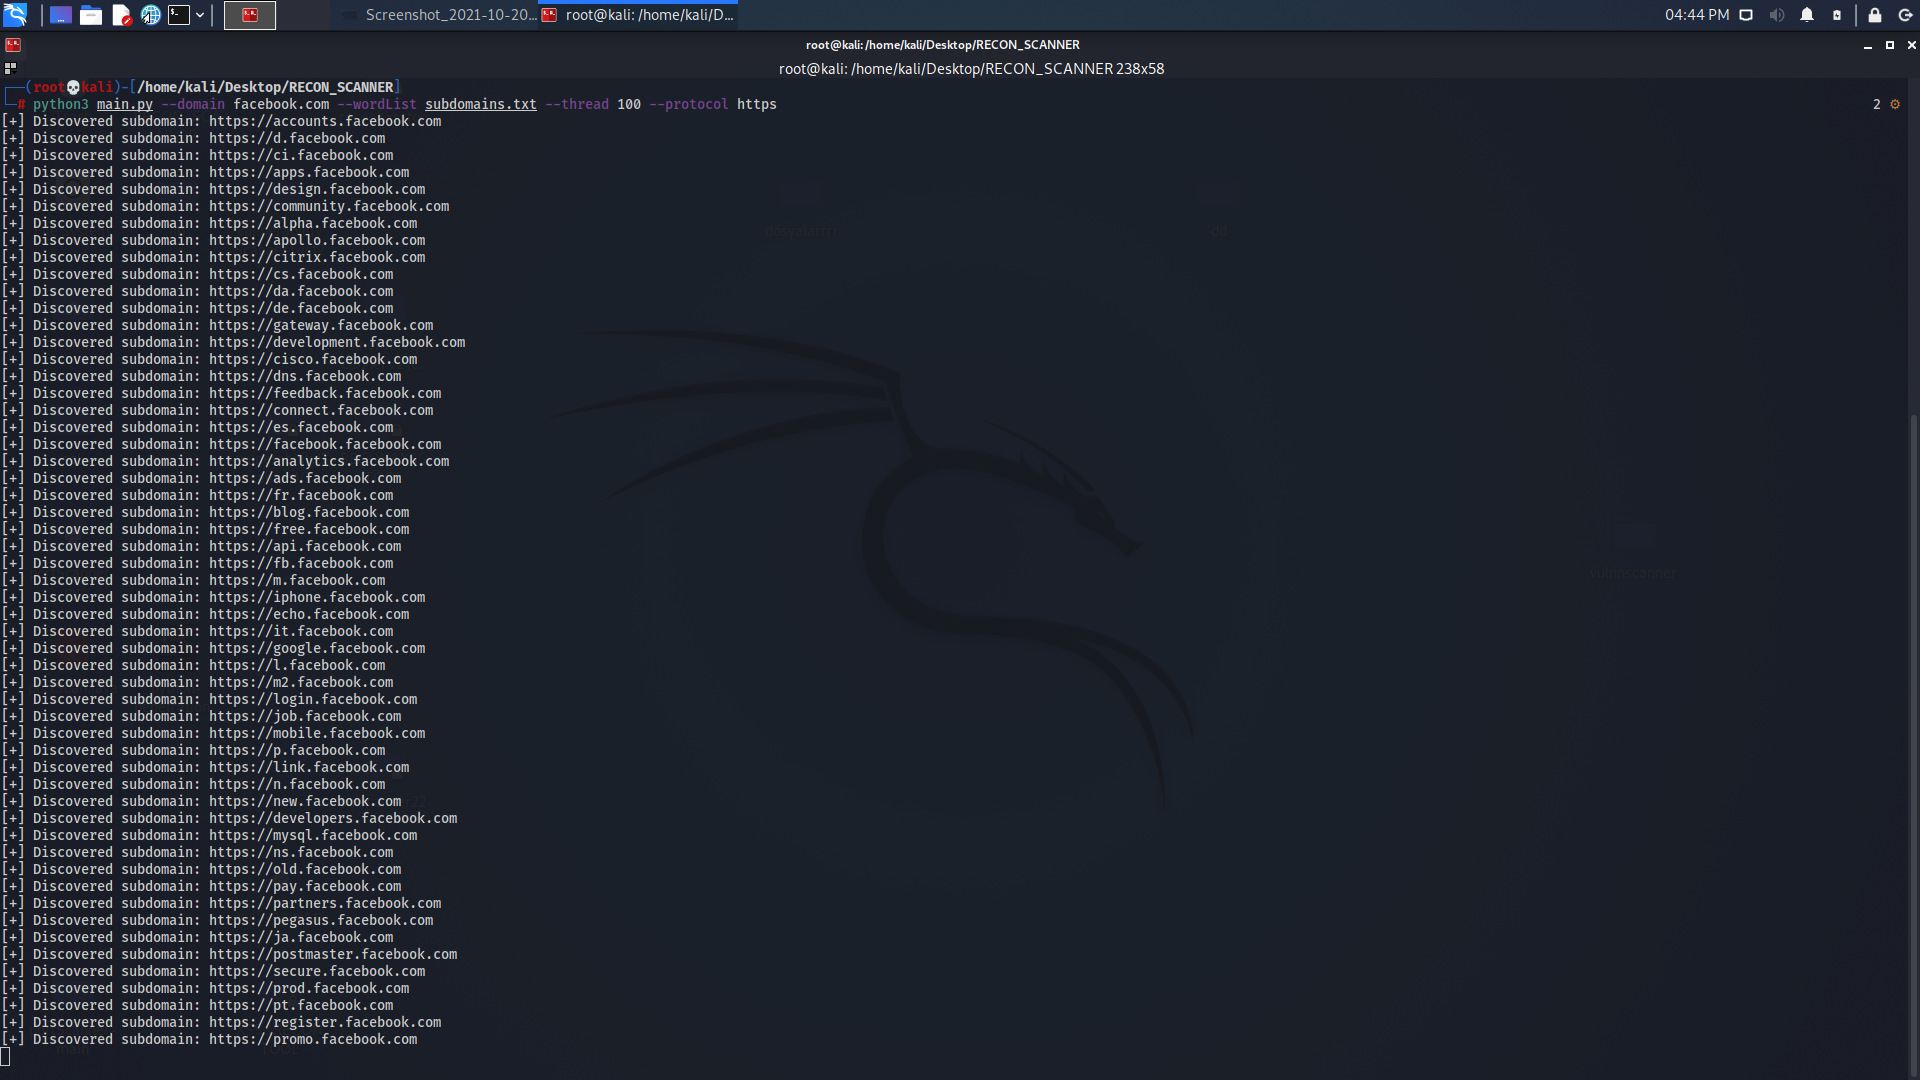 Screenshot_2021-10-20...
root@kali: /home/kali/D...
04:44 PM
root@kali: /home/kali/Desktop/RECON_SCANNER
root@kali: /home/kali/Desktop/RECON_SCANNER 238x58
(root💀kali)-[/home/kali/Desktop/RECON_SCANNER]
# python3 main.py --domain facebook.com --wordList subdomains.txt --thread 100 --protocol https 2 ⚙
[+] Discovered subdomain: https://accounts.facebook.com
[+] Discovered subdomain: https://d.facebook.com
[+] Discovered subdomain: https://ci.facebook.com
[+] Discovered subdomain: https://apps.facebook.com
[+] Discovered subdomain: https://design.facebook.com
[+] Discovered subdomain: https://community.facebook.com
[+] Discovered subdomain: https://alpha.facebook.com
[+] Discovered subdomain: https://apollo.facebook.com
[+] Discovered subdomain: https://citrix.facebook.com
[+] Discovered subdomain: https://cs.facebook.com
[+] Discovered subdomain: https://da.facebook.com
[+] Discovered subdomain: https://de.facebook.com
[+] Discovered subdomain: https://gateway.facebook.com
[+] Discovered subdomain: https://development.facebook.com
[+] Discovered subdomain: https://cisco.facebook.com
[+] Discovered subdomain: https://dns.facebook.com
[+] Discovered subdomain: https://feedback.facebook.com
[+] Discovered subdomain: https://connect.facebook.com
[+] Discovered subdomain: https://es.facebook.com
[+] Discovered subdomain: https://facebook.facebook.com
[+] Discovered subdomain: https://analytics.facebook.com
[+] Discovered subdomain: https://ads.facebook.com
[+] Discovered subdomain: https://fr.facebook.com
[+] Discovered subdomain: https://blog.facebook.com
[+] Discovered subdomain: https://free.facebook.com
[+] Discovered subdomain: https://api.facebook.com
[+] Discovered subdomain: https://fb.facebook.com
[+] Discovered subdomain: https://m.facebook.com
[+] Discovered subdomain: https://iphone.facebook.com
[+] Discovered subdomain: https://echo.facebook.com
[+] Discovered subdomain: https://it.facebook.com
[+] Discovered subdomain: https://google.facebook.com
[+] Discovered subdomain: https://l.facebook.com
[+] Discovered subdomain: https://m2.facebook.com
[+] Discovered subdomain: https://login.facebook.com
[+] Discovered subdomain: https://job.facebook.com
[+] Discovered subdomain: https://mobile.facebook.com
[+] Discovered subdomain: https://p.facebook.com
[+] Discovered subdomain: https://link.facebook.com
[+] Discovered subdomain: https://n.facebook.com
[+] Discovered subdomain: https://new.facebook.com
[+] Discovered subdomain: https://developers.facebook.com
[+] Discovered subdomain: https://mysql.facebook.com
[+] Discovered subdomain: https://ns.facebook.com
[+] Discovered subdomain: https://old.facebook.com
[+] Discovered subdomain: https://pay.facebook.com
[+] Discovered subdomain: https://partners.facebook.com
[+] Discovered subdomain: https://pegasus.facebook.com
[+] Discovered subdomain: https://ja.facebook.com
[+] Discovered subdomain: https://postmaster.facebook.com
[+] Discovered subdomain: https://secure.facebook.com
[+] Discovered subdomain: https://prod.facebook.com
[+] Discovered subdomain: https://pt.facebook.com
[+] Discovered subdomain: https://register.facebook.com
[+] Discovered subdomain: https://promo.facebook.com